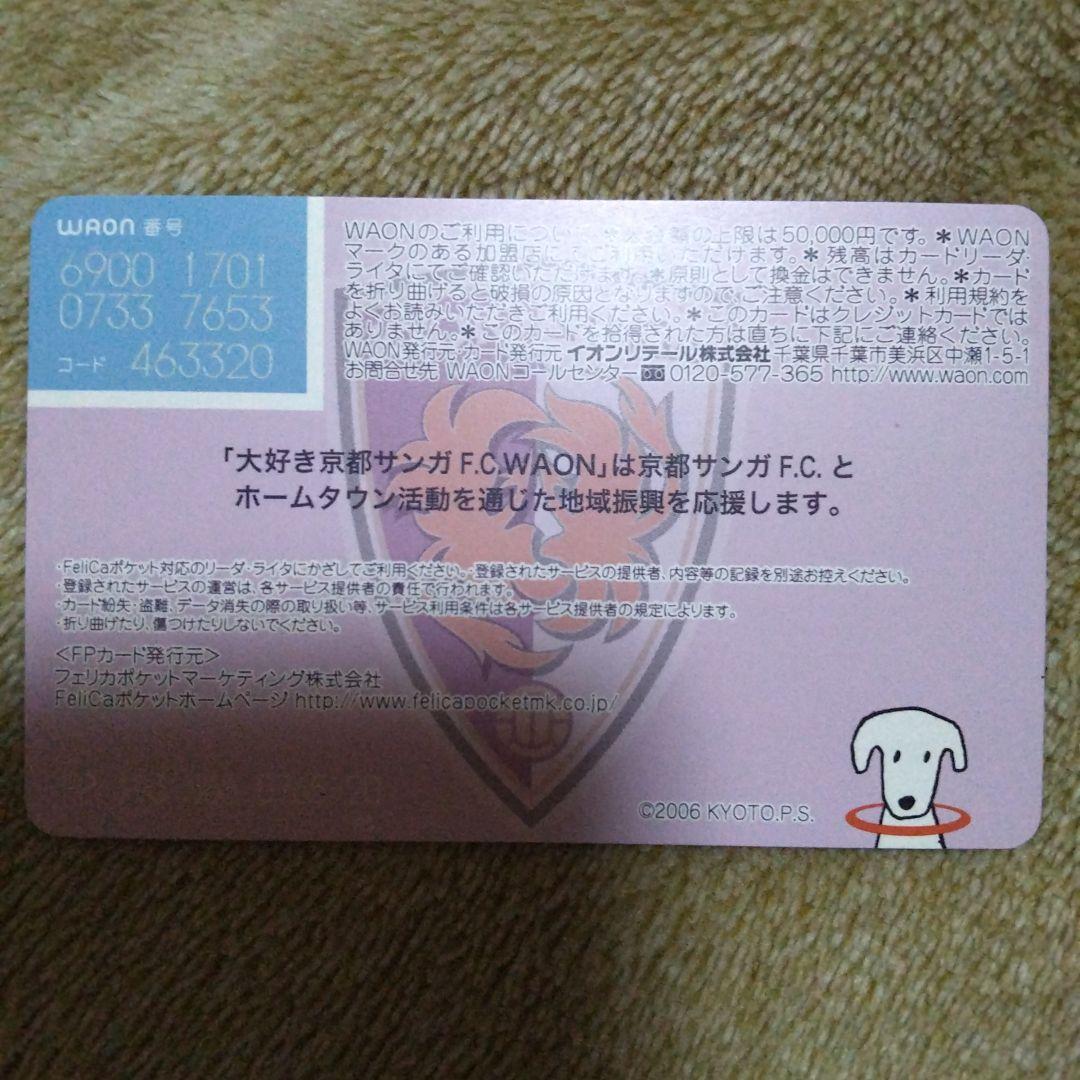 WAON 番号
6900 1701
0733 7653
コード 463320
WAONのご利用につい の上限は50,000円です。＊WAON
マークのある加盟店にてご利用いただけます。＊残高はカードリーダ・
ライタにてご確認いただけます。＊原則として換金はできません。＊カード
を折り曲げると破損の原因となりますので、ご注意ください。＊利用規約を
よくお読みいただきご利用ください。＊このカードはクレジットカードでは
ありません。＊このカードを拾得された方は直ちに下記にご連絡ください。
WAON発行元・カード発行元 イオンリテール株式会社 千葉県千葉市美浜区中瀬1-5-1
お問合せ先 WAONコールセンター 0120-577-365 http://www.waon.com
「大好き京都サンガF.C.WAON」は京都サンガF.C.と
ホームタウン活動を通じた地域振興を応援します。
・FeliCaポケット対応のリーダ・ライタにかざしてご利用ください。・登録されたサービスの提供者、内容等の記録を別途お控えください。
・登録されたサービスの運営は、各サービス提供者の責任で行われます。
・カード紛失・盗難、データ消失の際の取り扱い等、サービス利用条件は各サービス提供者の規定によります。
・折り曲げたり、傷つけたりしないでください。
＜FPカード発行元＞
フェリカポケットマーケティング株式会社
FeliCaポケットホームページ http://www.felicapocketmk.co.jp/
©2006 KYOTO.P.S.